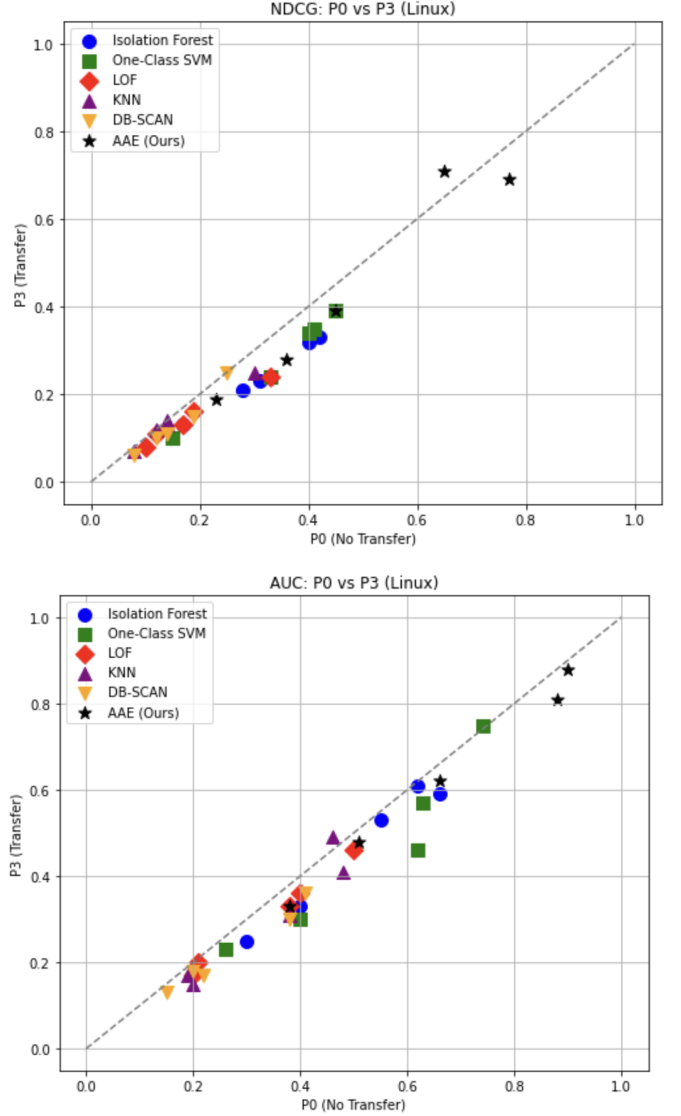 NDCG: P0 vs P3 (Linux)
Isolation Forest
One-Class SVM
LOF
KNN
DB-SCAN
AAE (Ours)
1.0
0.8
0.6
0.4
0.2
0.0
P3 (Transfer)
0.0 0.2 0.4 0.6 0.8 1.0
P0 (No Transfer)
AUC: P0 vs P3 (Linux)
Isolation Forest
One-Class SVM
LOF
KNN
DB-SCAN
AAE (Ours)
1.0
0.8
0.6
0.4
0.2
0.0
P3 (Transfer)
0.0 0.2 0.4 0.6 0.8 1.0
P0 (No Transfer)